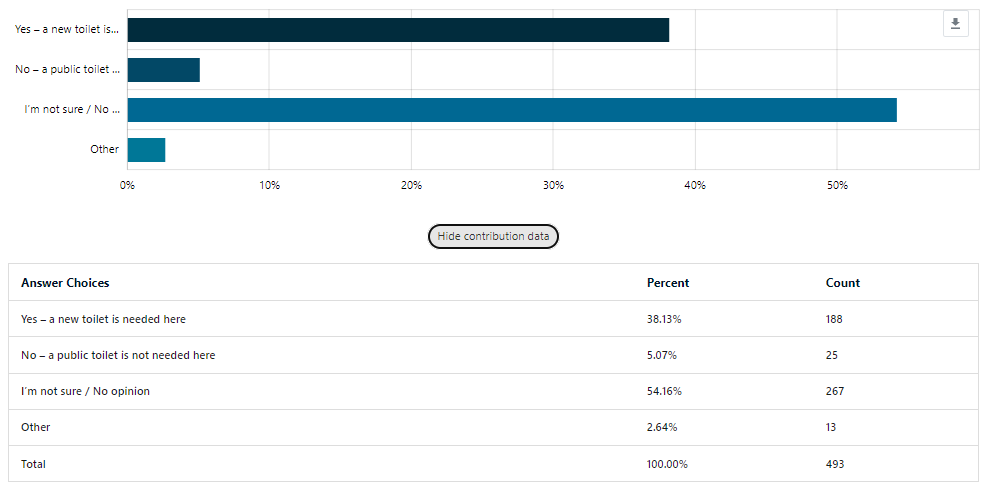 Yes – a new toilet is...
No – a public toilet ...
I'm not sure / No ...
Other
0% 10% 20% 30% 40% 50%
Hide contribution data
Answer Choices Percent Count
Yes – a new toilet is needed here 38.13% 188
No – a public toilet is not needed here 5.07% 25
I'm not sure / No opinion 54.16% 267
Other 2.64% 13
Total 100.00% 493